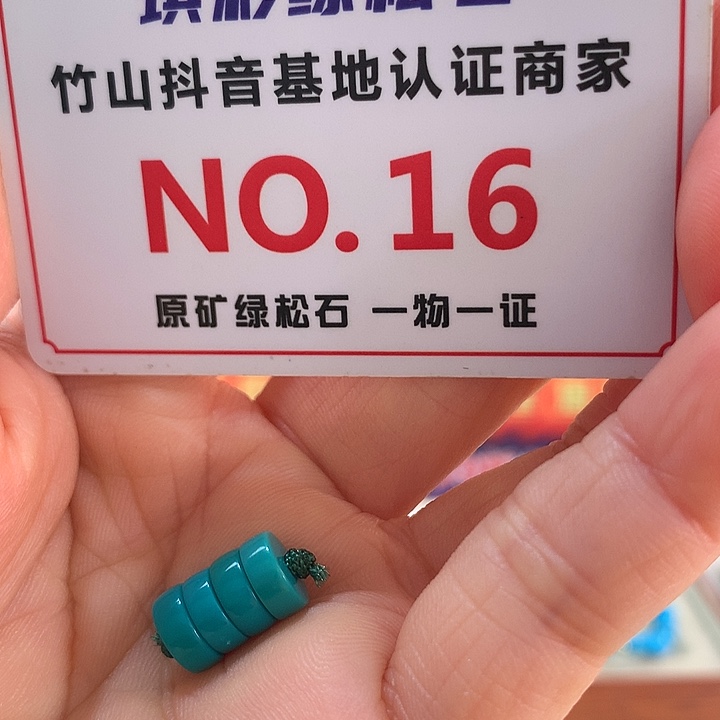 竹山抖音基地认证商家
NO.16
原矿绿松石 一物一证